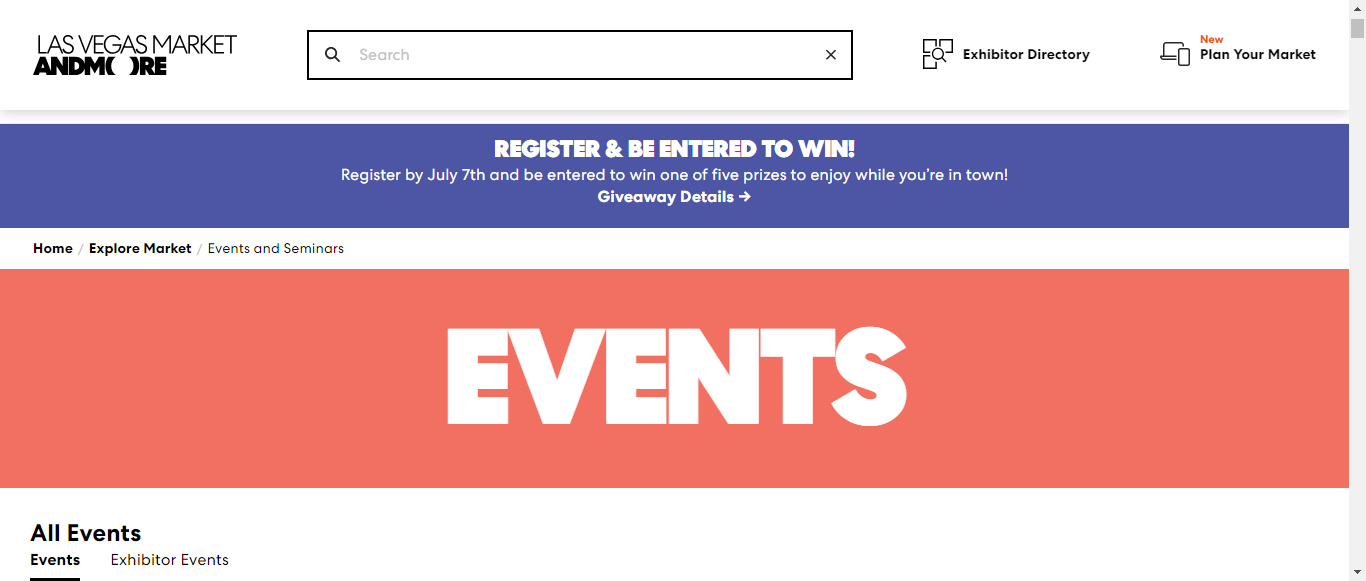 LAS VEGAS MARKET
ANDMORE
Search
Exhibitor Directory
New
Plan Your Market
REGISTER & BE ENTERED TO WIN!
Register by July 7th and be entered to win one of five prizes to enjoy while you're in town!
Giveaway Details →
Home / Explore Market / Events and Seminars
EVENTS
All Events
Events Exhibitor Events